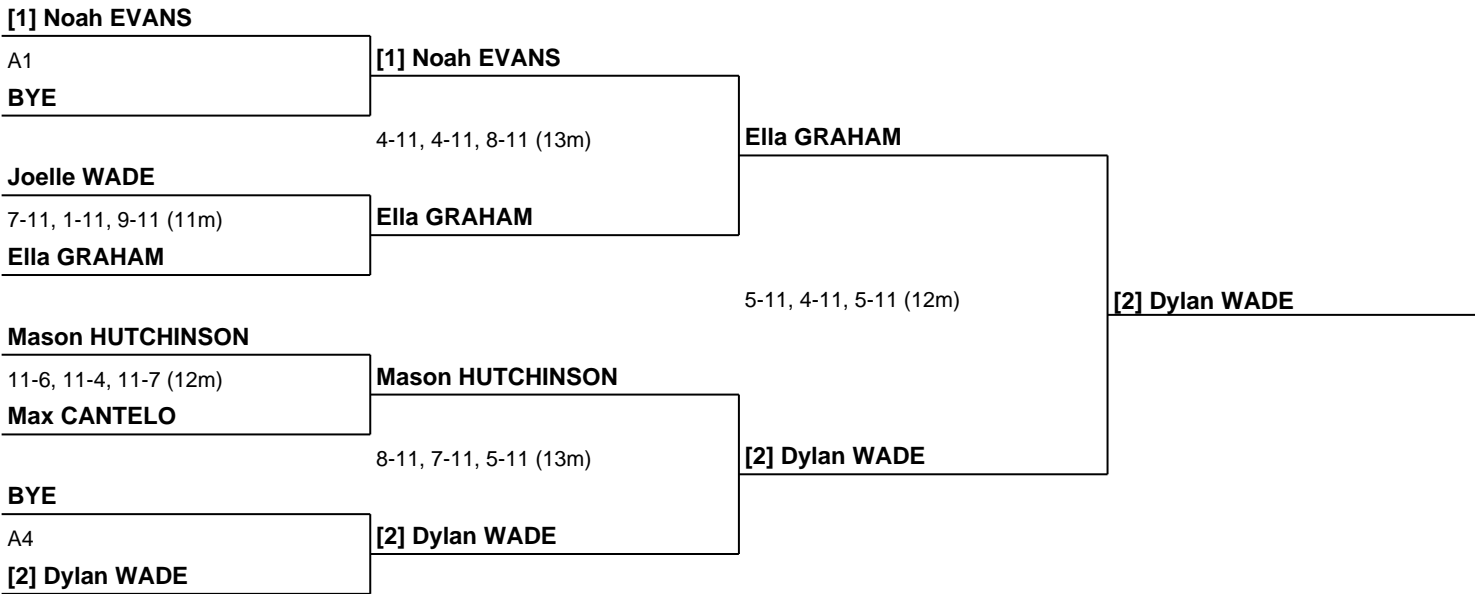 [1] Noah EVANS
A1
[1] Noah EVANS
BYE
4-11, 4-11, 8-11 (13m)
Ella GRAHAM
Joelle WADE
7-11, 1-11, 9-11 (11m)
Ella GRAHAM
Ella GRAHAM
5-11, 4-11, 5-11 (12m)
[2] Dylan WADE
Mason HUTCHINSON
11-6, 11-4, 11-7 (12m)
Mason HUTCHINSON
Max CANTELO
8-11, 7-11, 5-11 (13m)
[2] Dylan WADE
BYE
A4
[2] Dylan WADE
[2] Dylan WADE